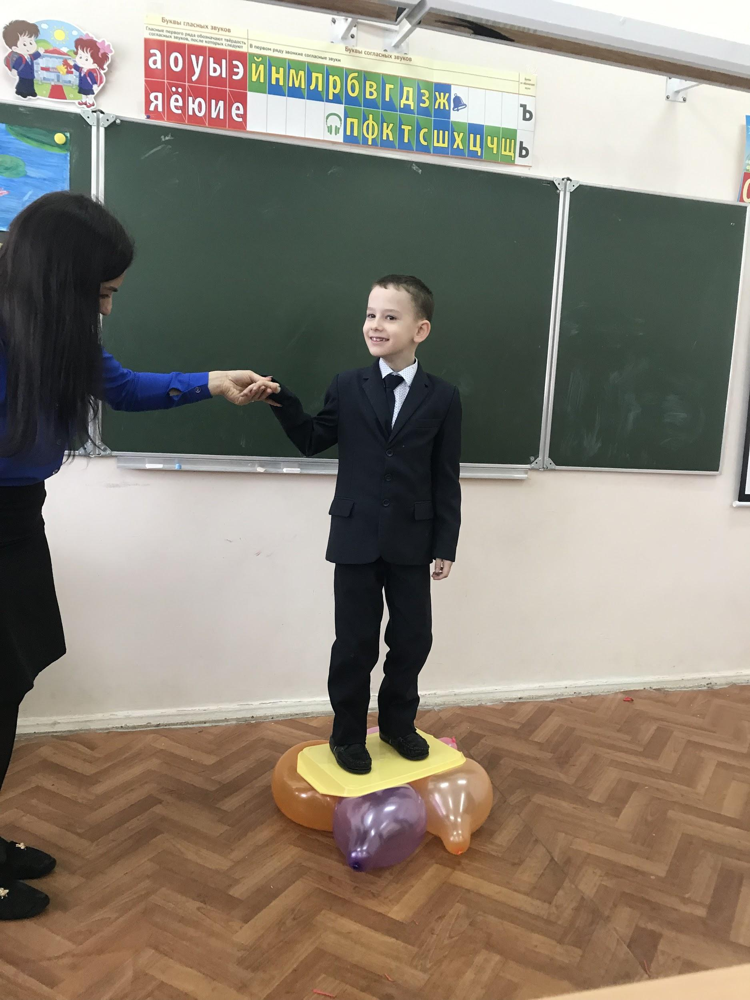 Буквы гласных звуков
Гласные первого ряда обозначают твёрдость
согласных звуков, после которых следуют
Буквы согласных звуков
В первом ряду звонкие согласные звуки
а о у ы э й н м л р б в г д з ж
я ё ю и е п ф к т с ш х ц ч щ
Ъ
Ь